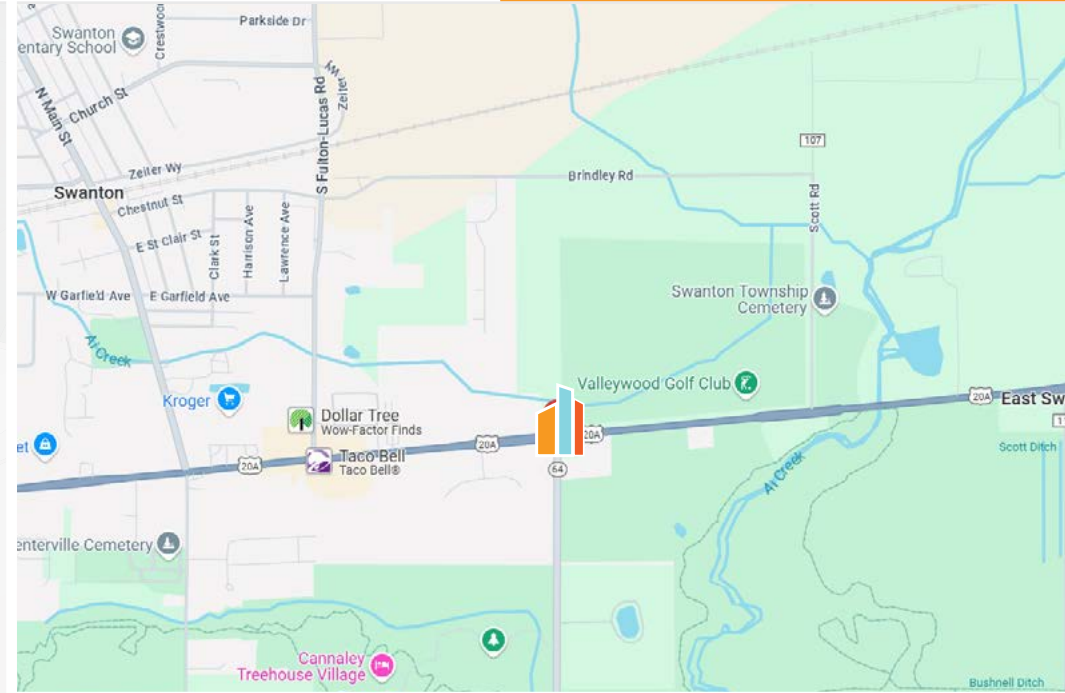 Swanton
entary School
Crestwoo
Parkside Dr
Zeiter Wy
S Fulton-Lucas Rd
Church St
N Main St
107
Zeiter Wy
Brindley Rd
Swanton
Chestnut St
Scott Rd
E St Clair St
Clark St
Harrison Ave
Lawrence Ave
W Garfield Ave
E Garfield Ave
Swanton Township
Cemetery
Ai Creek
Valleywood Golf Club
Kroger
Dollar Tree
Wow-Factor Finds
20A
East Sw
20A
20A
et
Taco Bell
Taco Bell®
20A
64
Scott Ditch
Ai Creek
enterville Cemetery
Cannaley
Treehouse Village
Bushnell Ditch